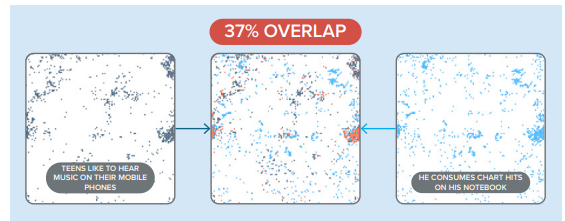 37% OVERLAP
TEENS LIKE TO HEAR
MUSIC ON THEIR MOBILE
PHONES
HE CONSUMES CHART HITS
ON HIS NOTEBOOK